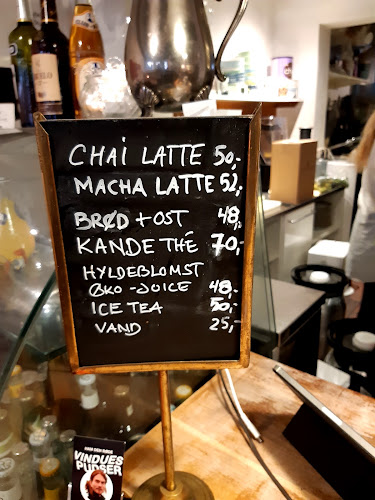 CHAI LATTE 50,-
MACHA LATTE 52,-
BRØD + OST 48,-
KANDE THÉ 70,-
HYLDEBLOMST
ØKO-JUICE 48,-
ICE TEA 50,-
VAND 25,-
VINDUES
PUDSER